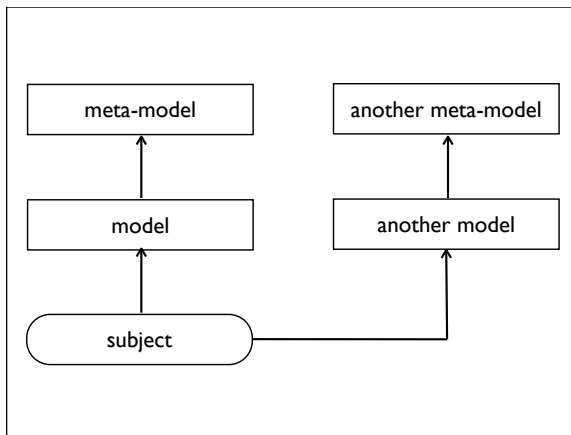 meta-model
another meta-model
model
another model
subject